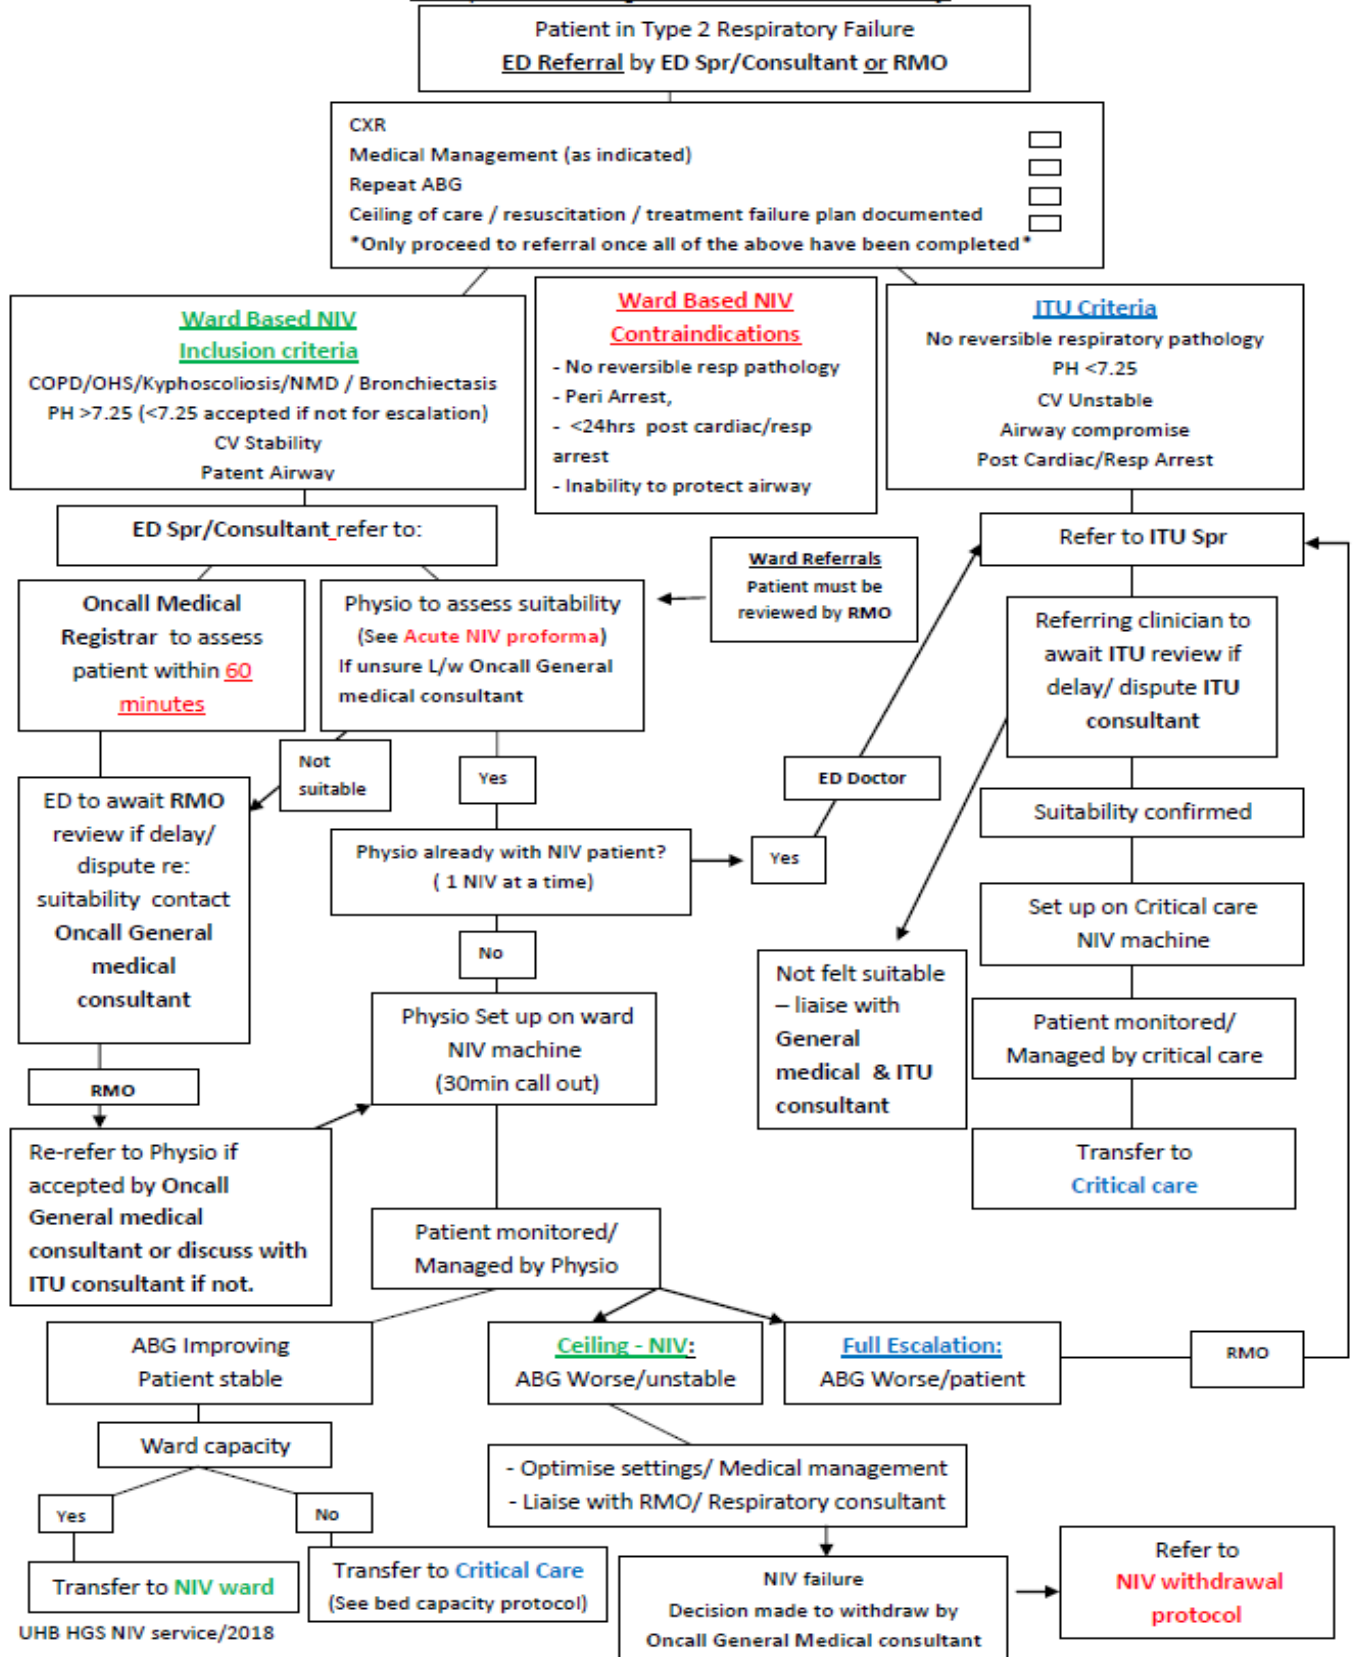 Patient in Type 2 Respiratory Failure
ED Referral by ED Spr/Consultant or RMO
CXR
Medical Management (as indicated)
Repeat ABG
Ceiling of care / resuscitation / treatment failure plan documented
*Only proceed to referral once all of the above have been completed*
Ward Based NIV
Inclusion criteria
COPD/OHS/Kyphoscoliosis/NMD / Bronchiectasis
PH >7.25 (<7.25 accepted if not for escalation)
CV Stability
Patent Airway
Ward Based NIV
Contraindications
- No reversible resp pathology
- Peri Arrest,
- <24hrs post cardiac/resp
arrest
- Inability to protect airway
ITU Criteria
No reversible respiratory pathology
PH <7.25
CV Unstable
Airway compromise
Post Cardiac/Resp Arrest
ED Spr/Consultant refer to:
Ward Referrals
Patient must be
reviewed by RMO
Refer to ITU Spr
Oncall Medical
Registrar to assess
patient within 60
minutes
Physio to assess suitability
(See Acute NIV proforma)
If unsure L/w Oncall General
medical consultant
Referring clinician to
await ITU review if
delay/ dispute ITU
consultant
Not
suitable
Yes
ED Doctor
ED to await RMO
review if delay/
dispute re:
suitability contact
Oncall General
medical
consultant
Physio already with NIV patient?
( 1 NIV at a time)
Yes
Suitability confirmed
No
Set up on Critical care
NIV machine
Not felt suitable
– liaise with
General
medical & ITU
consultant
Physio Set up on ward
NIV machine
(30min call out)
Patient monitored/
Managed by critical care
RMO
Re-refer to Physio if
accepted by Oncall
General medical
consultant or discuss with
ITU consultant if not.
Transfer to
Critical care
Patient monitored/
Managed by Physio
ABG Improving
Patient stable
Ceiling - NIV:
ABG Worse/unstable
Full Escalation:
ABG Worse/patient
RMO
Ward capacity
- Optimise settings/ Medical management
- Liaise with RMO/ Respiratory consultant
Yes
No
Transfer to NIV ward
Transfer to Critical Care
(See bed capacity protocol)
NIV failure
Decision made to withdraw by
Oncall General Medical consultant
Refer to
NIV withdrawal
protocol
UHB HGS NIV service/2018